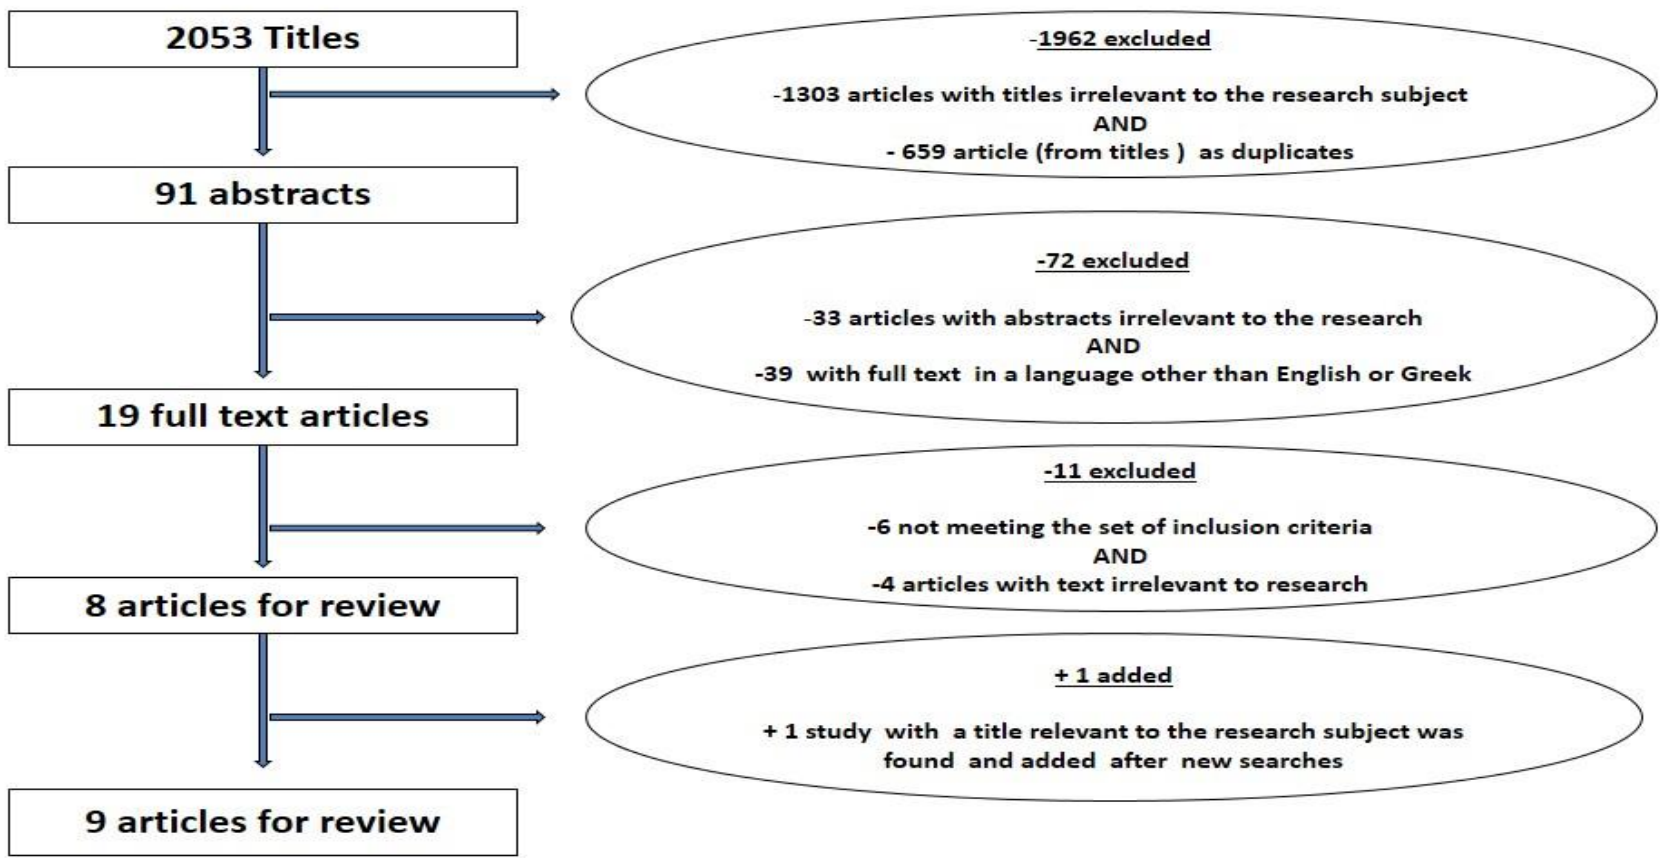 2053 Titles
-1962 excluded
-1303 articles with titles irrelevant to the research subject
AND
- 659 article (from titles ) as duplicates
91 abstracts
-72 excluded
-33 articles with abstracts irrelevant to the research
AND
-39 with full text in a language other than English or Greek
19 full text articles
-11 excluded
-6 not meeting the set of inclusion criteria
AND
-4 articles with text irrelevant to research
8 articles for review
+ 1 added
+ 1 study with a title relevant to the research subject was
found and added after new searches
9 articles for review